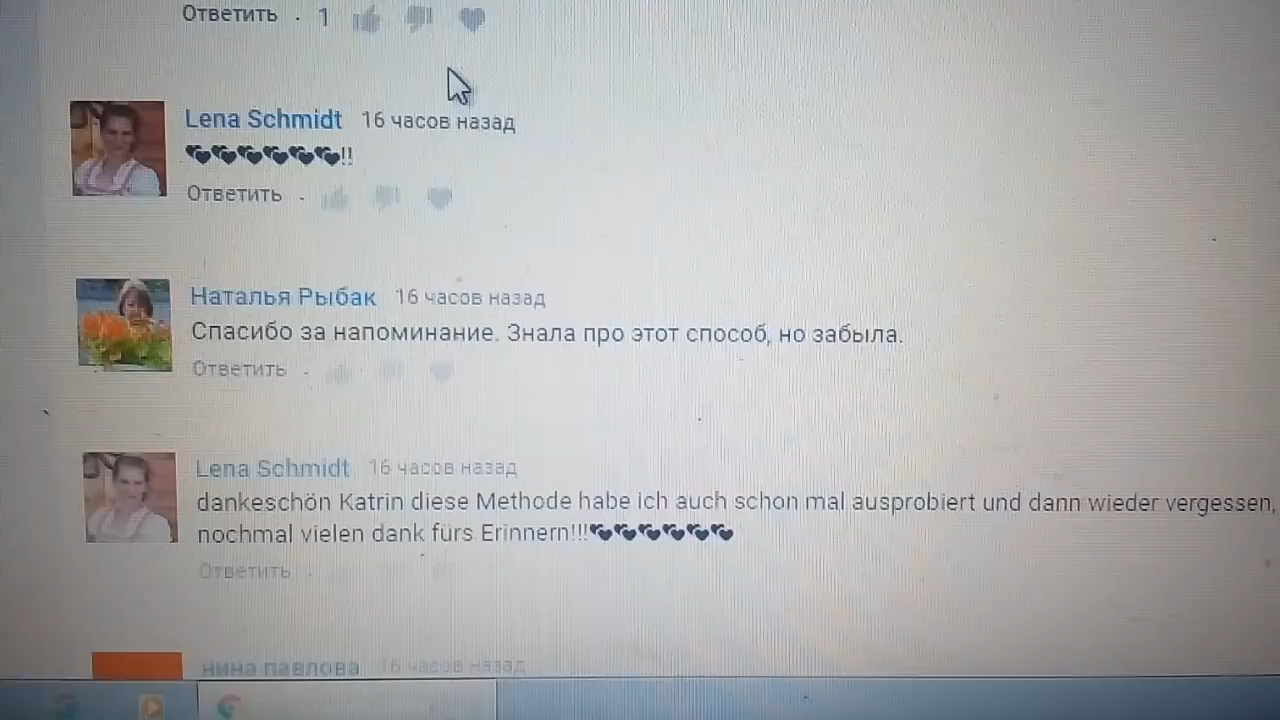 Ответить · 1
Lena Schmidt 16 часов назад
💕💕💕💕💕💕!!
Ответить ·
Наталья Рыбак 16 часов назад
Спасибо за напоминание. Знала про этот способ, но забыла.
Ответить ·
Lena Schmidt 16 часов назад
dankeschön Katrin diese Methode habe ich auch schon mal ausprobiert und dann wieder vergessen,
nochmal vielen dank fürs Erinnern!!!💕💕💕💕💕💕
Ответить ·
нина павлова 16 часов назад